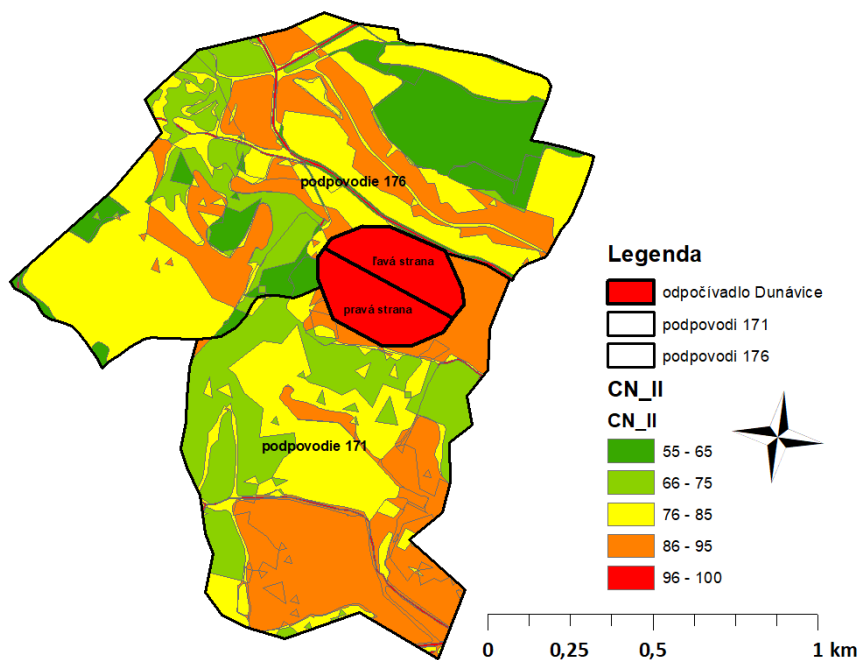 podpovodie 176
ľavá strana
pravá strana
podpovodie 171
Legenda
odpočívadlo Dunávice
podpovodi 171
podpovodi 176
CN_II
CN_II
55 - 65
66 - 75
76 - 85
86 - 95
96 - 100
0 0,25 0,5 1 km